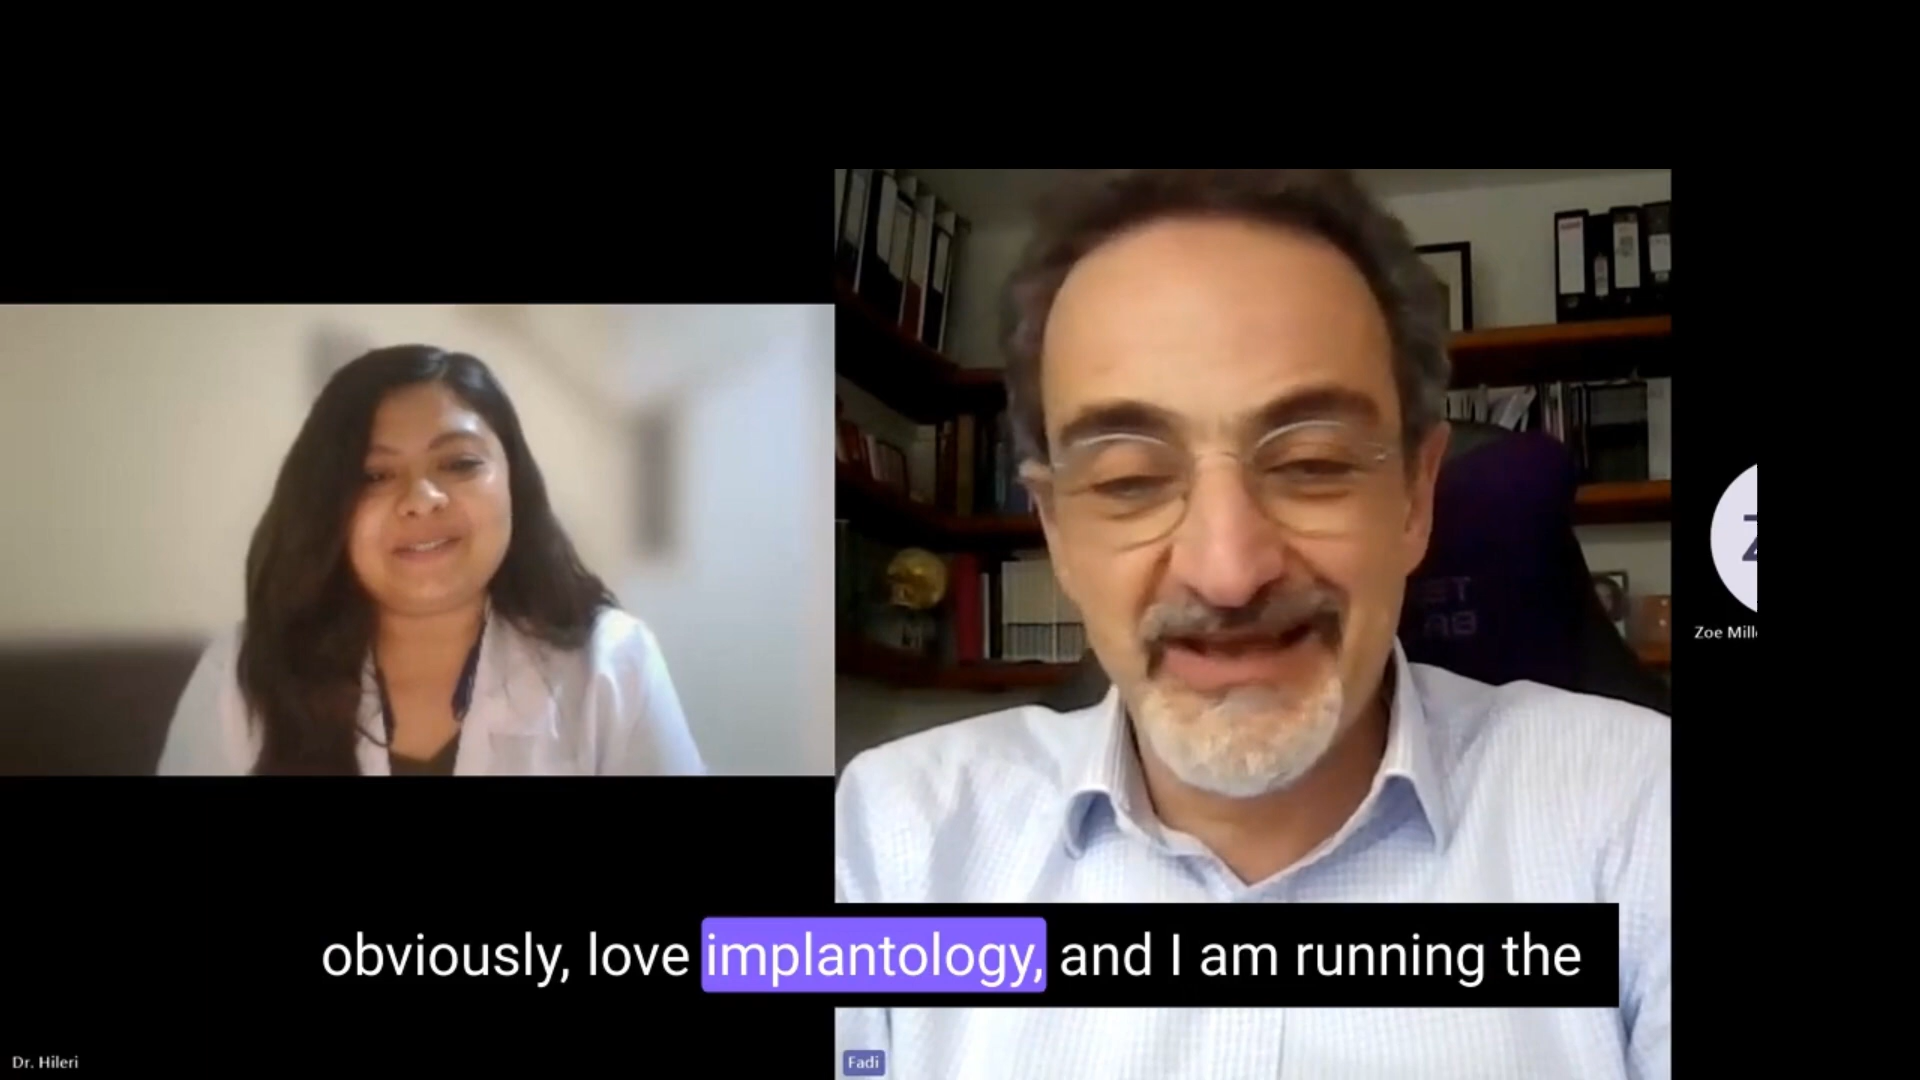 Zoe Mill
obviously, love implantology, and I am running the
Dr. Hileri
Fadi